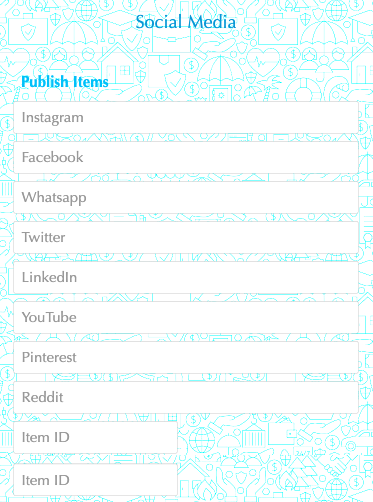 Social Media
Publish Items
Instagram
Facebook
Whatsapp
Twitter
LinkedIn
YouTube
Pinterest
Reddit
Item ID
Item ID